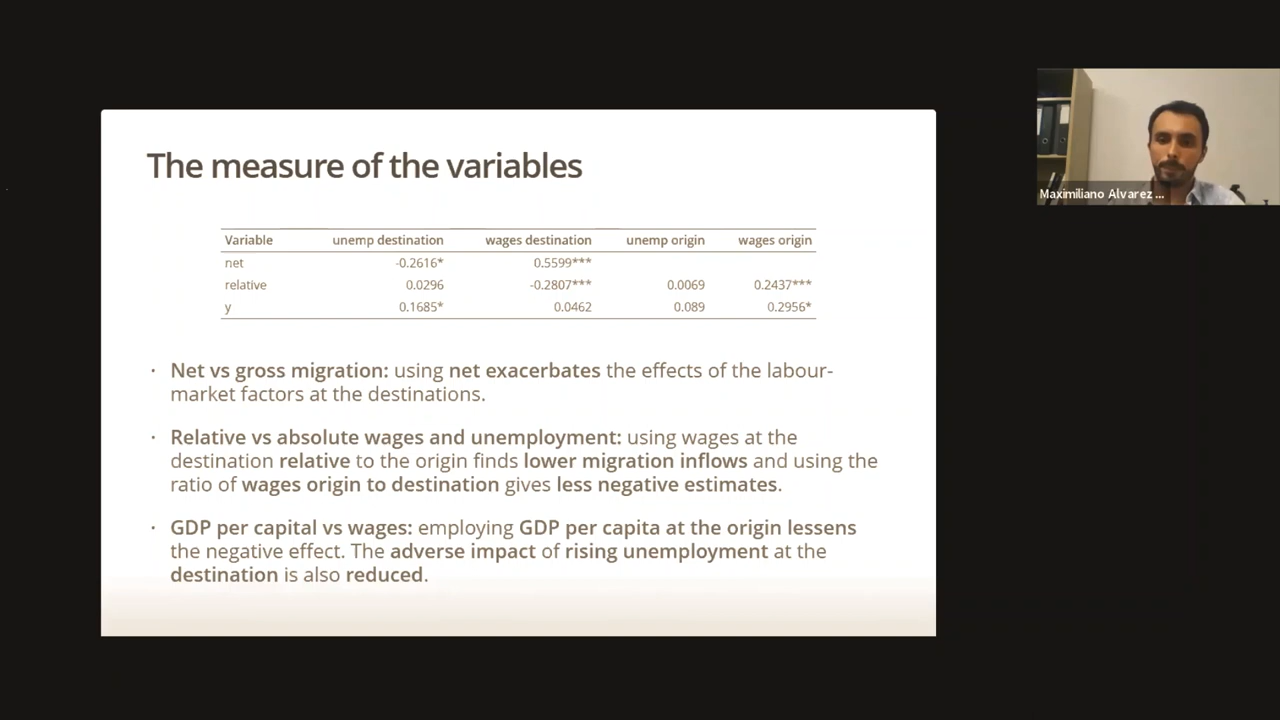 The measure of the variables
Variable unemp destination wages destination unemp origin wages origin
net -0.2616* 0.5599***
relative 0.0296 -0.2807*** 0.0069 0.2437***
y 0.1685* 0.0462 0.089 0.2956*
· Net vs gross migration: using net exacerbates the effects of the labour-
market factors at the destinations.
· Relative vs absolute wages and unemployment: using wages at the
destination relative to the origin finds lower migration inflows and using the
ratio of wages origin to destination gives less negative estimates.
· GDP per capital vs wages: employing GDP per capita at the origin lessens
the negative effect. The adverse impact of rising unemployment at the
destination is also reduced.
Maximiliano Alvarez ...